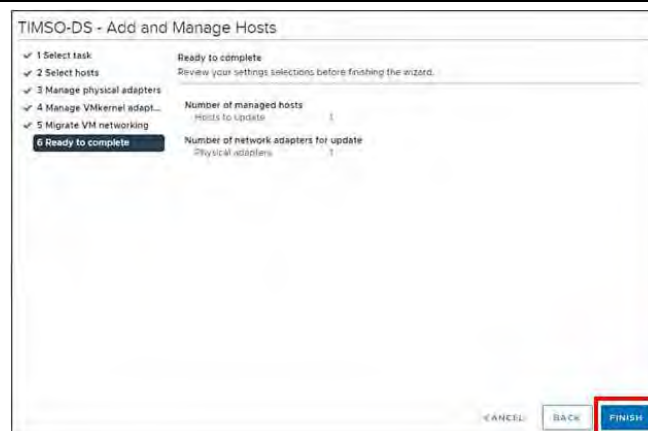 TIMSO-DS - Add and Manage Hosts
✓ 1 Select task
✓ 2 Select hosts
✓ 3 Manage physical adapters
✓ 4 Manage VMkernel adapt...
✓ 5 Migrate VM networking
6 Ready to complete
Ready to complete
Review your settings selections before finishing the wizard.
Number of managed hosts
Hosts to update 1
Number of network adapters for update
Physical adapters 1
CANCEL BACK FINISH